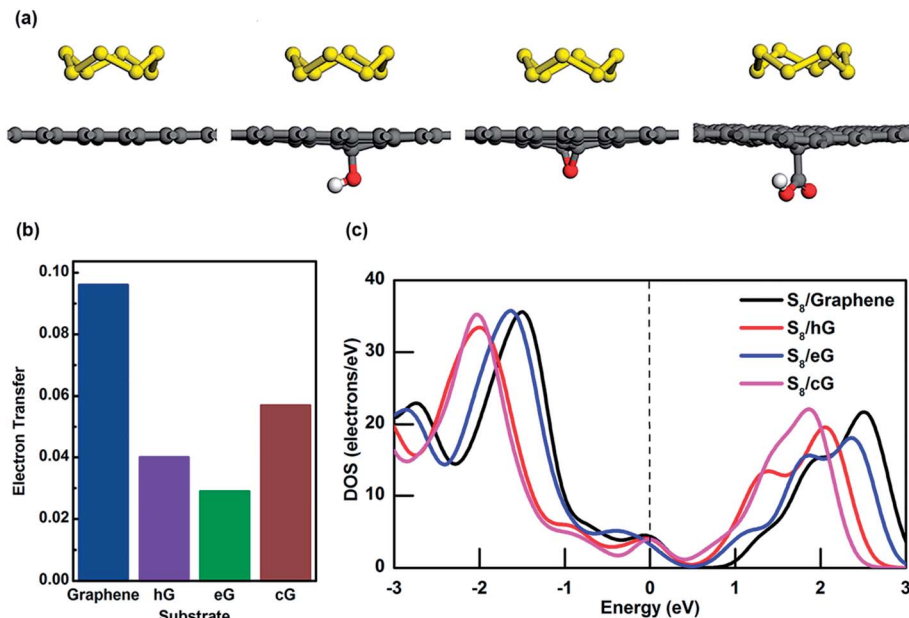 (a)
(b)
0.10
0.08
0.06
0.04
0.02
0.00
Electron Transfer
Graphene hG eG cG
Substrate
(c)
40
30
20
10
0
DOS (electrons/eV)
S₈/Graphene
S₈/hG
S₈/eG
S₈/cG
-3 -2 -1 0 1 2 3
Energy (eV)